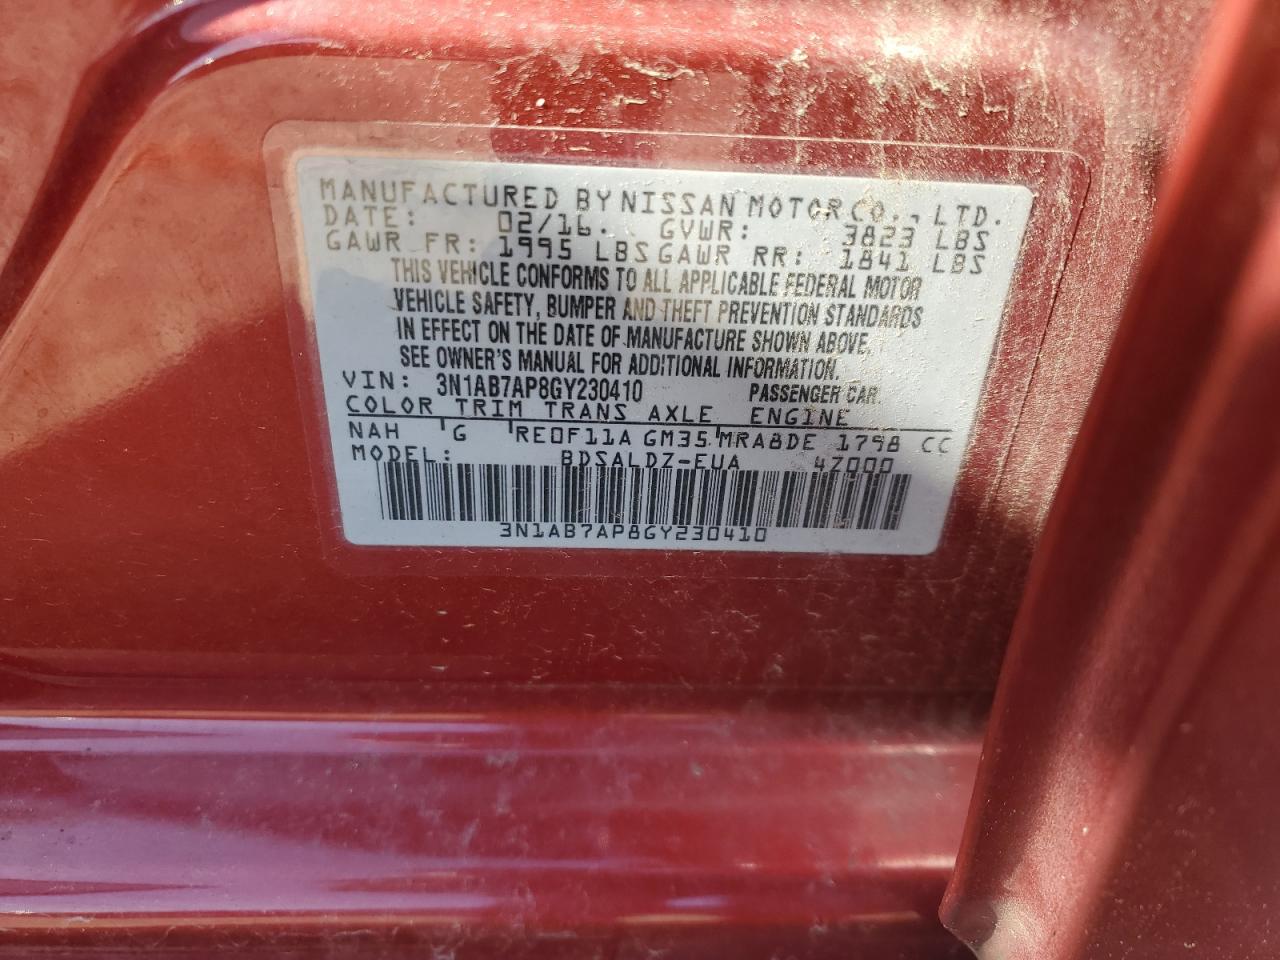 MANUFACTURED BY NISSAN MOTOR CO., LTD.
DATE: 02/16. GVWR: 3823 LBS
GAWR FR: 1995 LBS GAWR RR: 1841 LBS
THIS VEHICLE CONFORMS TO ALL APPLICABLE FEDERAL MOTOR
VEHICLE SAFETY, BUMPER AND THEFT PREVENTION STANDARDS
IN EFFECT ON THE DATE OF MANUFACTURE SHOWN ABOVE.
SEE OWNER'S MANUAL FOR ADDITIONAL INFORMATION.
VIN: 3N1AB7AP8GY230410 PASSENGER CAR
COLOR TRIM TRANS AXLE ENGINE
NAH G RE0F11A GM35 MRA8DE 1798 CC
MODEL: BDSALDZ-EUA 4Z000
3N1AB7AP8GY230410